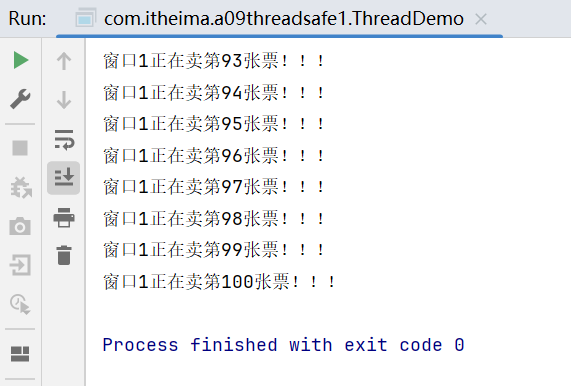 Run: com.itheima.a09threadsafe1.ThreadDemo
窗口1正在卖第93张票！！！
窗口1正在卖第94张票！！！
窗口1正在卖第95张票！！！
窗口1正在卖第96张票！！！
窗口1正在卖第97张票！！！
窗口1正在卖第98张票！！！
窗口1正在卖第99张票！！！
窗口1正在卖第100张票！！！
Process finished with exit code 0